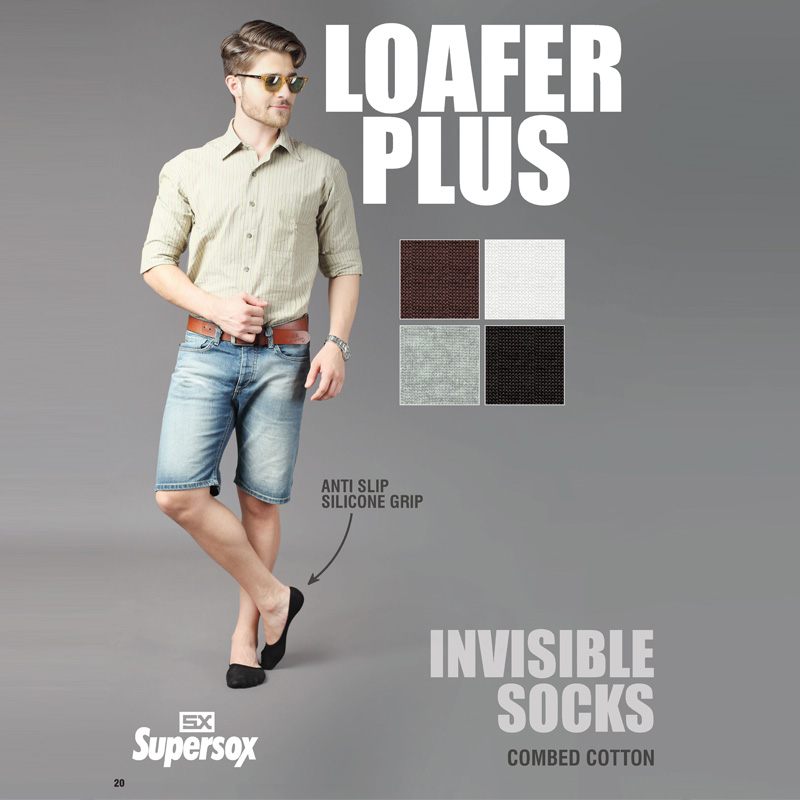 LOAFER
PLUS
ANTI SLIP
SILICONE GRIP
INVISIBLE
SOCKS
COMBED COTTON
SX
Supersox
20